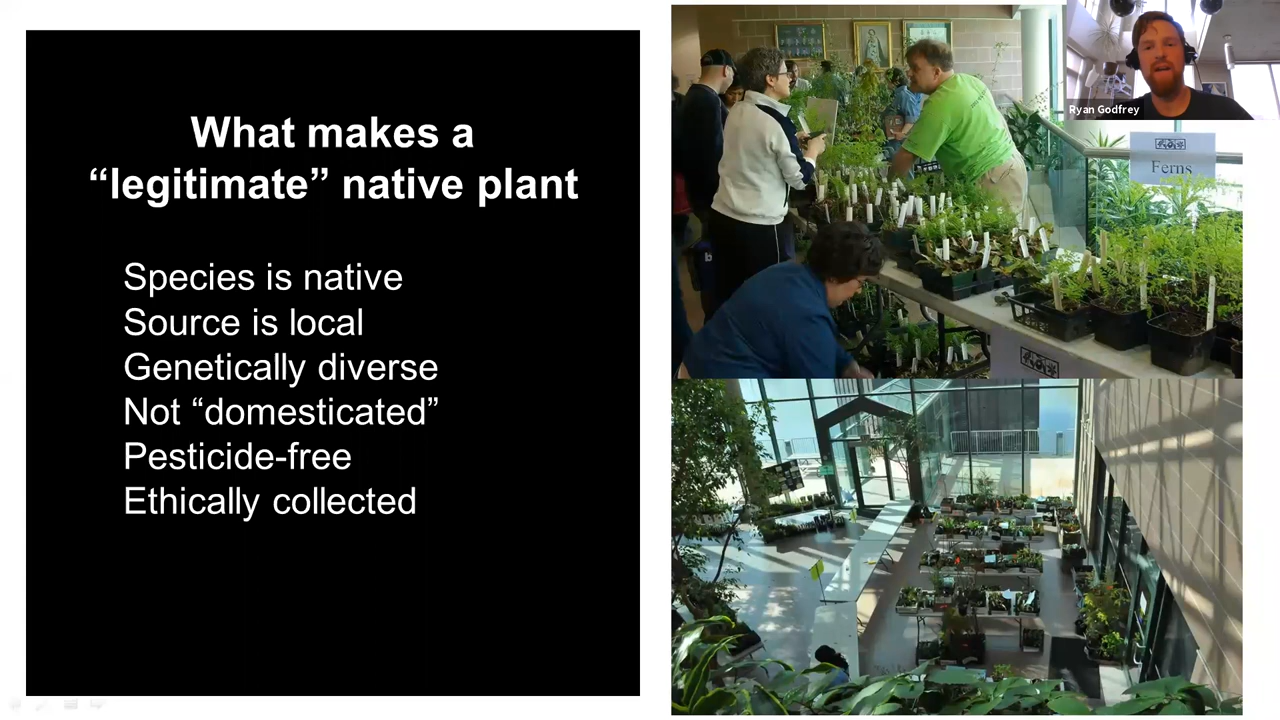 What makes a
“legitimate” native plant
Species is native
Source is local
Genetically diverse
Not “domesticated”
Pesticide-free
Ethically collected
Ryan Godfrey
Ferns